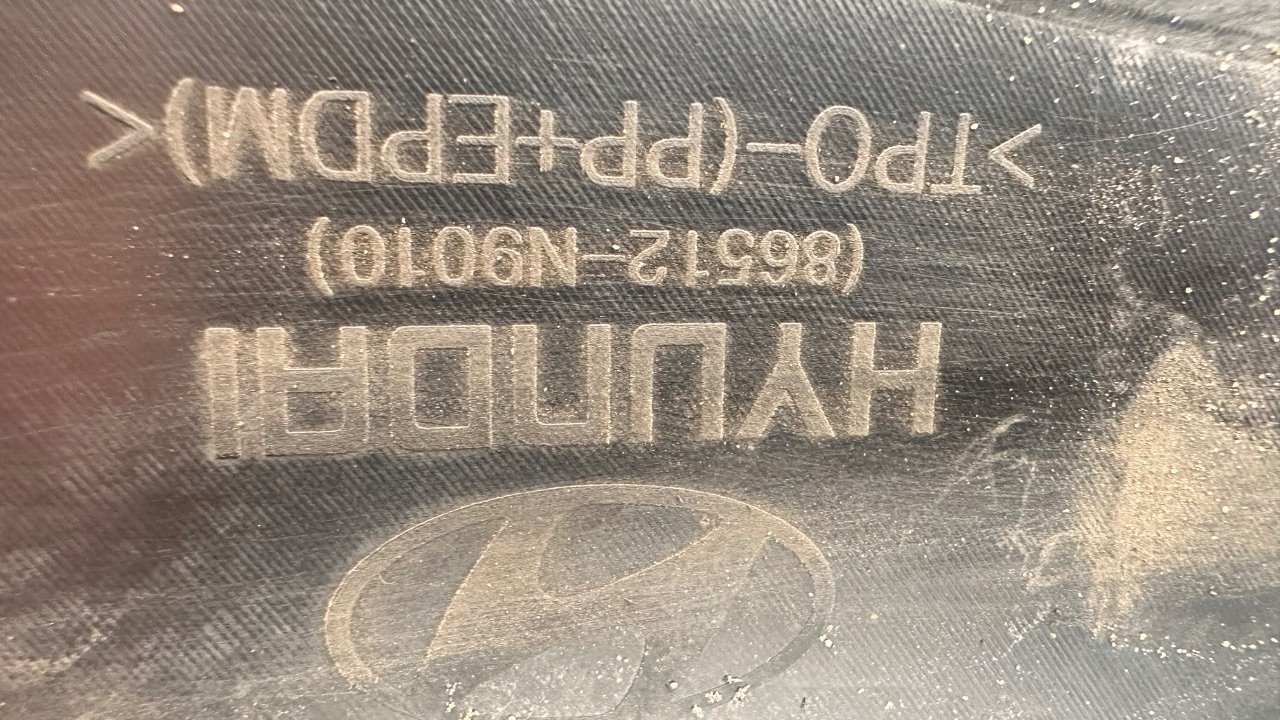 HYUNDAI
(86512-N9010)
>TPO-(PP+EPDM)<